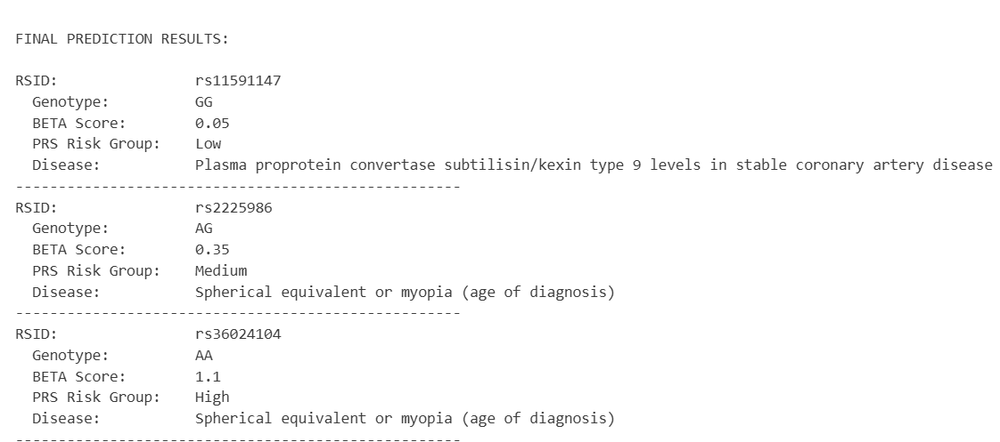 FINAL PREDICTION RESULTS:
RSID: rs11591147
Genotype: GG
BETA Score: 0.05
PRS Risk Group: Low
Disease: Plasma proprotein convertase subtilisin/kexin type 9 levels in stable coronary artery disease
----------------------------------------------------
RSID: rs2225986
Genotype: AG
BETA Score: 0.35
PRS Risk Group: Medium
Disease: Spherical equivalent or myopia (age of diagnosis)
----------------------------------------------------
RSID: rs36024104
Genotype: AA
BETA Score: 1.1
PRS Risk Group: High
Disease: Spherical equivalent or myopia (age of diagnosis)
----------------------------------------------------